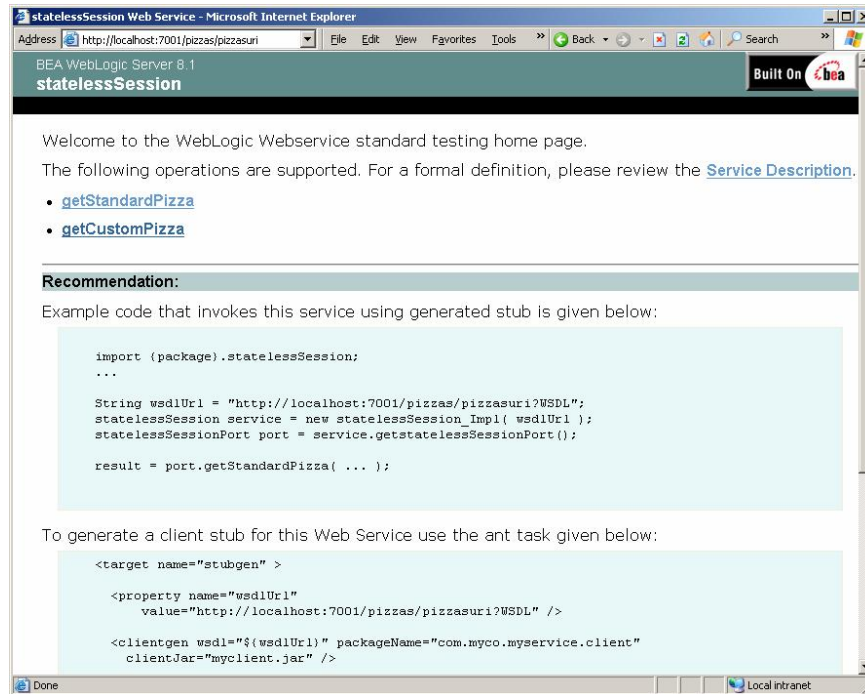 statelessSession Web Service - Microsoft Internet Explorer
Address http://localhost:7001/pizzas/pizzasuri File Edit View Favorites Tools » Back Search »
BEA WebLogic Server 8.1
statelessSession
Built On bea
Welcome to the WebLogic Webservice standard testing home page.
The following operations are supported. For a formal definition, please review the Service Description.
• getStandardPizza
• getCustomPizza
Recommendation:
Example code that invokes this service using generated stub is given below:
import {package}.statelessSession;
...
String wsdlUrl = "http://localhost:7001/pizzas/pizzasuri?WSDL";
statelessSession service = new statelessSession_Impl( wsdlUrl );
statelessSessionPort port = service.getstatelessSessionPort();
result = port.getStandardPizza( ... );
To generate a client stub for this Web Service use the ant task given below:
<target name="stubgen" >
<property name="wsdlUrl"
value="http://localhost:7001/pizzas/pizzasuri?WSDL" />
<clientgen wsdl="${wsdlUrl}" packageName="com.myco.myservice.client"
clientJar="myclient.jar" />
Done Local intranet